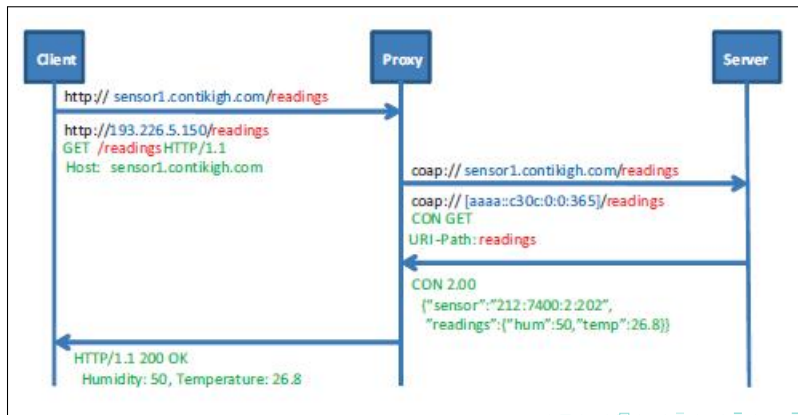 Client
Proxy
Server
http:// sensor1.contikigh.com/readings
http://193.226.5.150/readings
GET /readings HTTP/1.1
Host: sensor1.contikigh.com
coap:// sensor1.contikigh.com/readings
coap:// [aaaa::c30c:0:0:365]/readings
CON GET
URI-Path: readings
CON 2.00
{"sensor":"212:7400:2:202",
"readings":{"hum":50,"temp":26.8}}
HTTP/1.1 200 OK
Humidity: 50, Temperature: 26.8